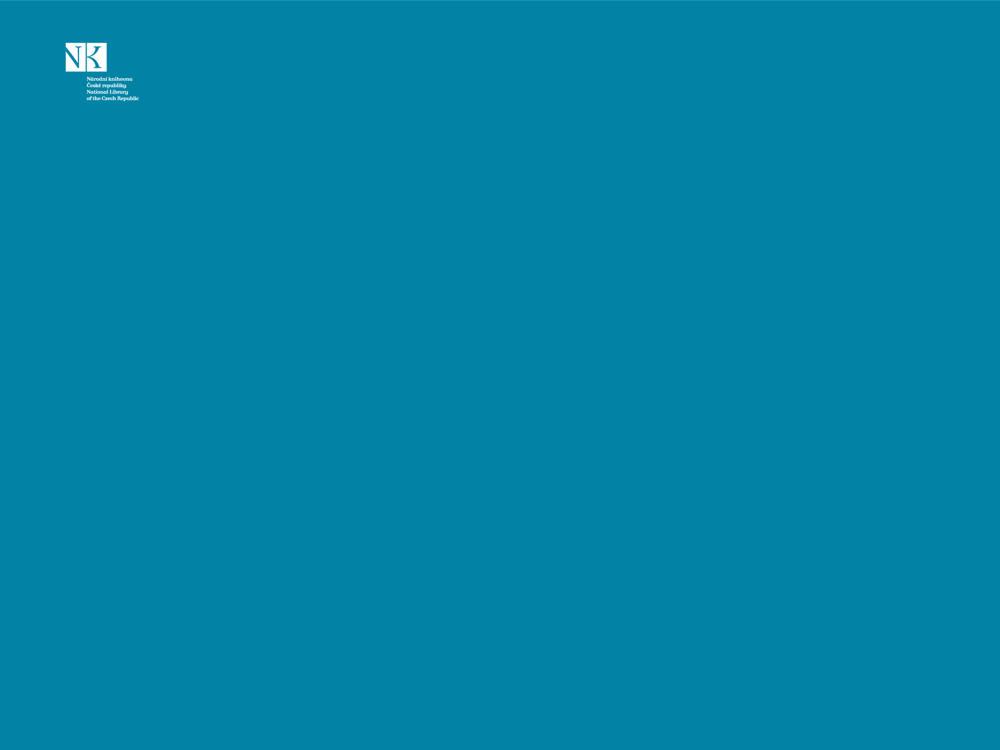 NK
Národní knihovna
České republiky
National Library
of the Czech Republic